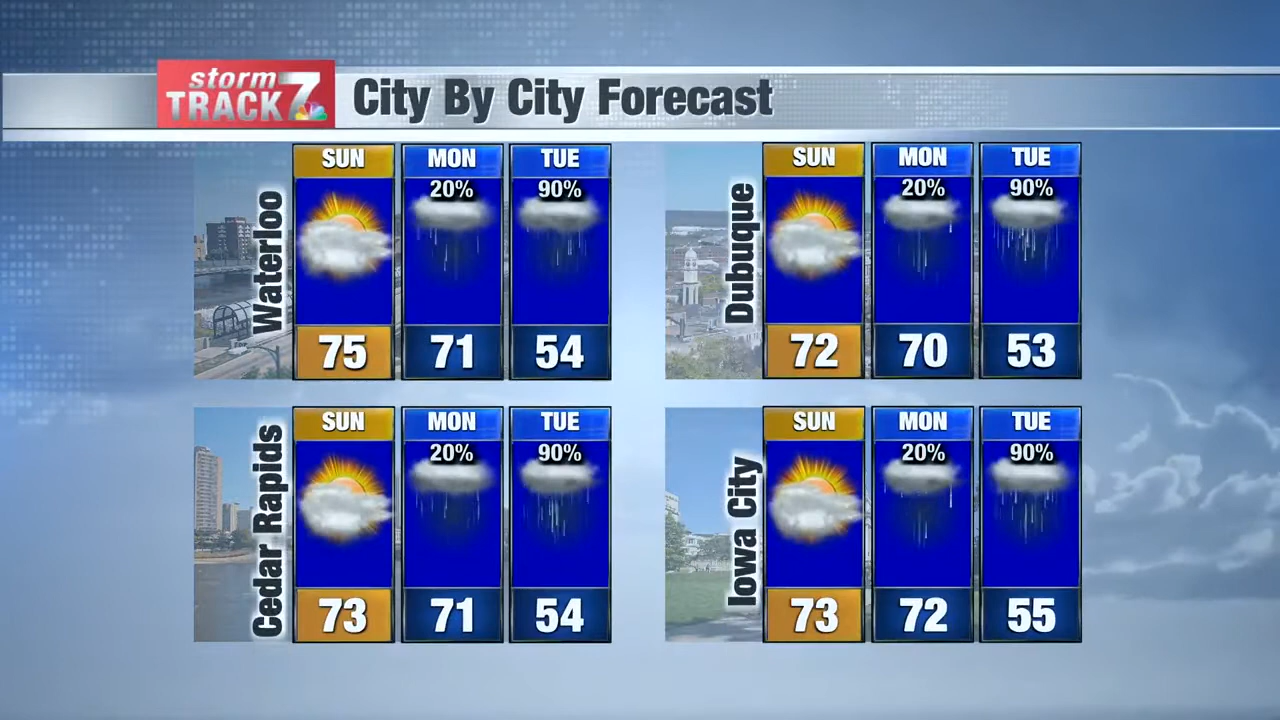 storm
TRACK 7
City By City Forecast
Waterloo
SUN MON TUE
20% 90%
75 71 54
Dubuque
SUN MON TUE
20% 90%
72 70 53
Cedar Rapids
SUN MON TUE
20% 90%
73 71 54
Iowa City
SUN MON TUE
20% 90%
73 72 55